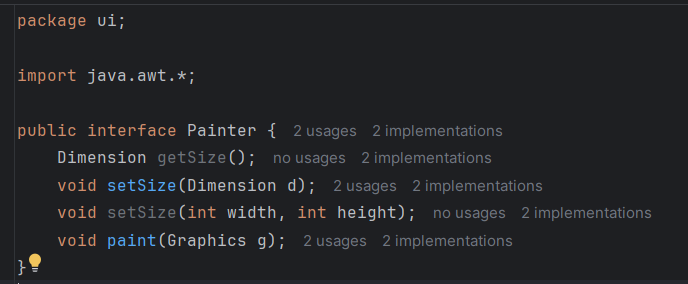 package ui;
import java.awt.*;
public interface Painter { 2 usages 2 implementations
Dimension getSize(); no usages 2 implementations
void setSize(Dimension d); 2 usages 2 implementations
void setSize(int width, int height); no usages 2 implementations
void paint(Graphics g); 2 usages 2 implementations
}